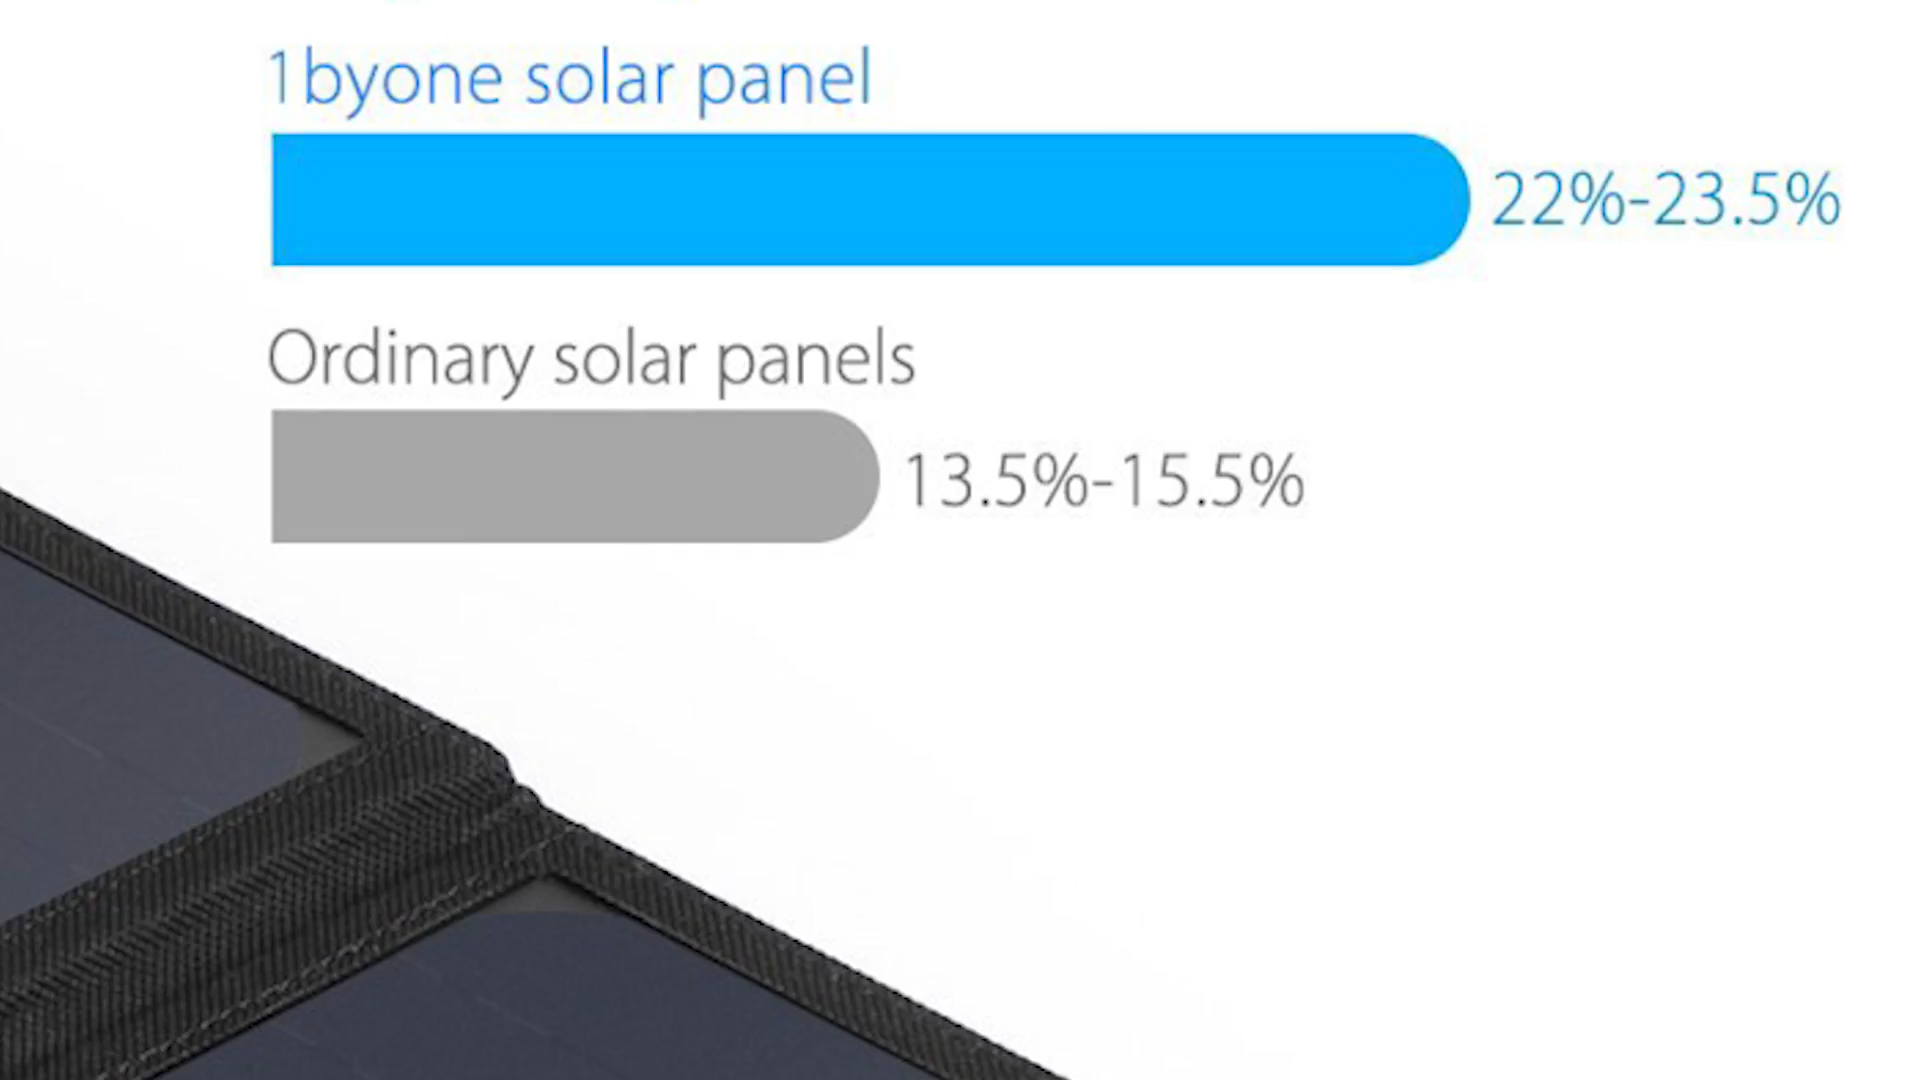 1byone solar panel
22%-23.5%
Ordinary solar panels
13.5%-15.5%